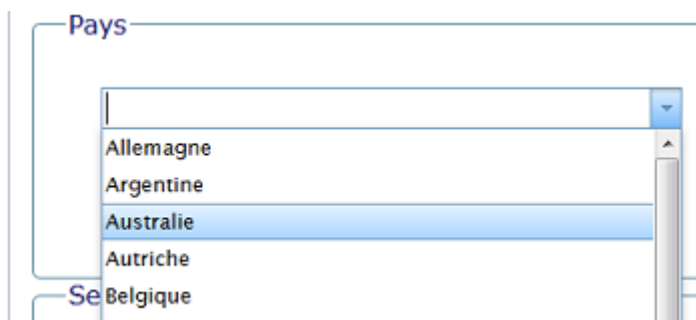 Pays
Allemagne
Argentine
Australie
Autriche
Se
Belgique